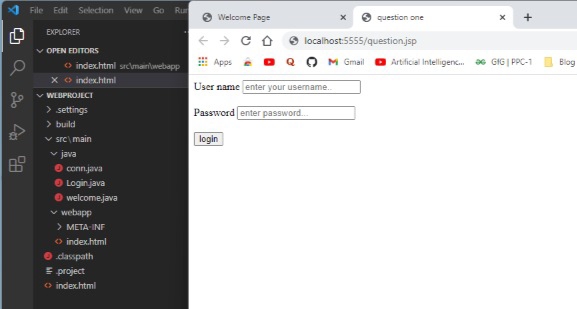 File Edit Selection View Go Ru
EXPLORER
OPEN EDITORS
index.html src\main\webapp
index.html
WEBPROJECT
.settings
build
src\main
java
conn.java
Login.java
welcome.java
webapp
META-INF
index.html
.classpath
.project
index.html
Welcome Page
question one
localhost:5555/question.jsp
Apps
Gmail
Artificial Intelligenc...
GfG | PPC-1
Blog
User name enter your username..
Password enter password...
login